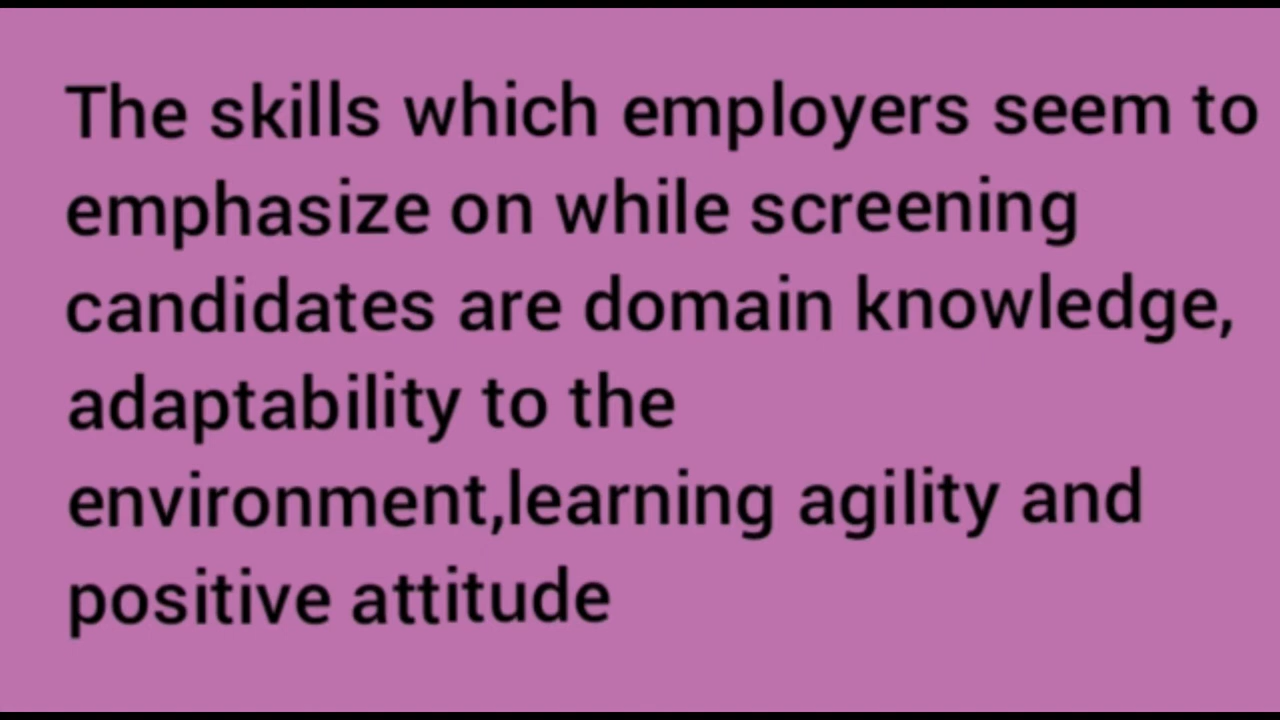 The skills which employers seem to
emphasize on while screening
candidates are domain knowledge,
adaptability to the
environment,learning agility and
positive attitude